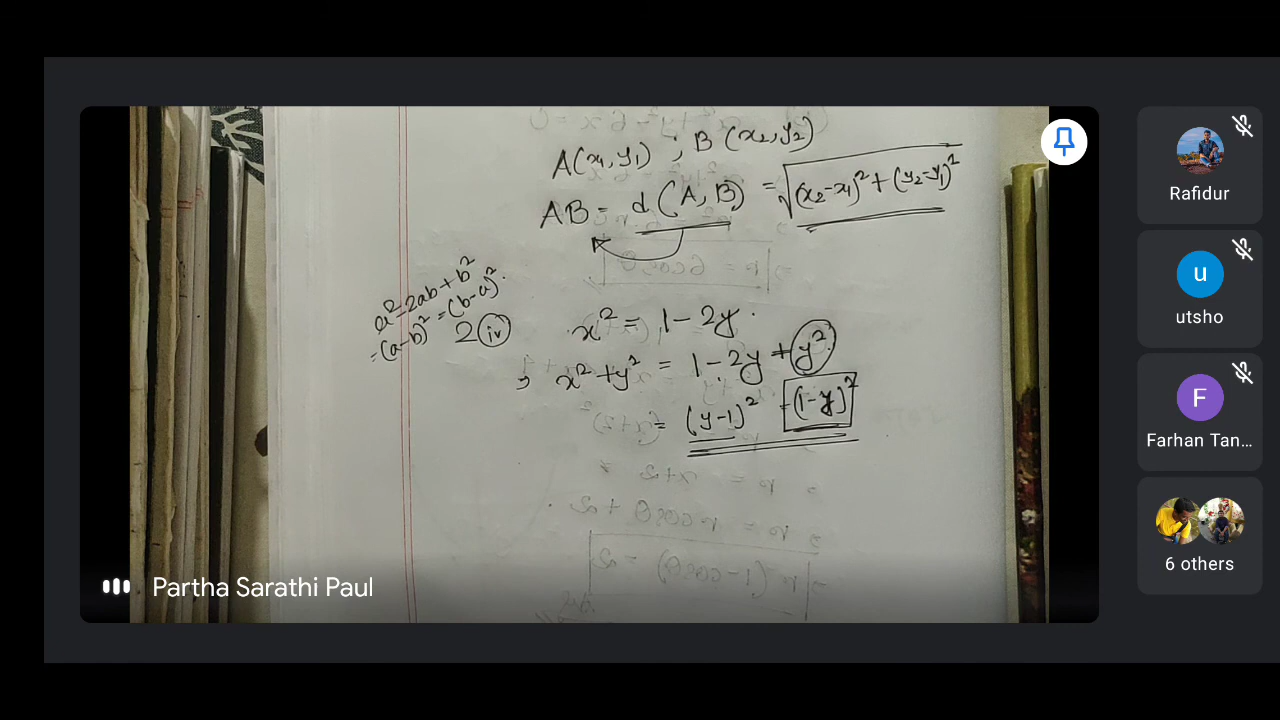 A(x₁, y₁) ; B(x₂, y₂)
AB = d(A, B) = √(x₂-x₁)² + (y₂-y₁)²
a² - 2ab + b²
= (a-b)² = (b-a)².
2 (iv)
x² = 1 - 2y.
⇒ x² + y² = 1 - 2y + y²
= (y-1)² = (1-y)²
Partha Sarathi Paul
Rafidur
u
utsho
F
Farhan Tan...
6 others